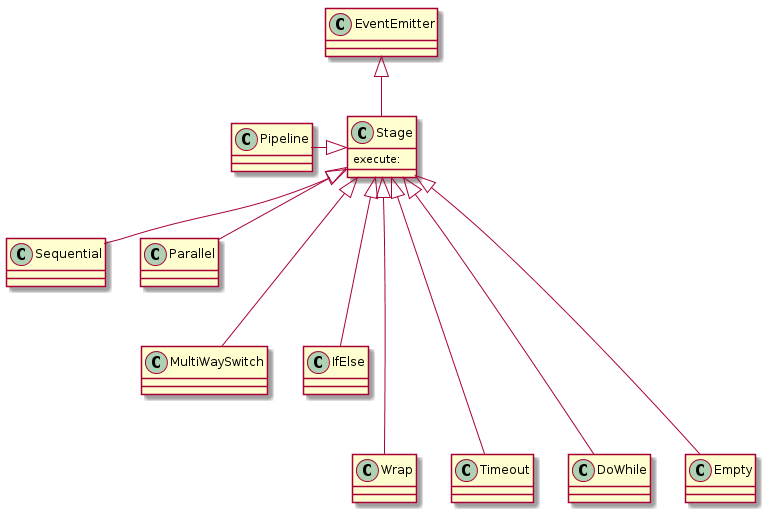 C EventEmitter
C Pipeline
C Stage
execute:
C Sequential
C Parallel
C MultiWaySwitch
C IfElse
C Wrap
C Timeout
C DoWhile
C Empty